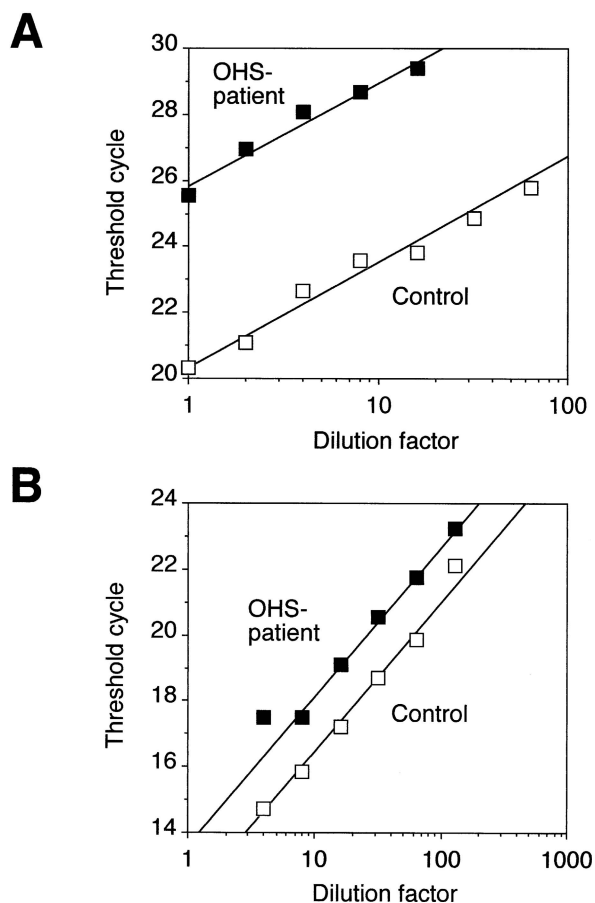 A
30
28
26
24
22
20
Threshold cycle
OHS-
patient
Control
1
10
100
Dilution factor
B
24
22
20
18
16
14
Threshold cycle
OHS-
patient
Control
1
10
100
1000
Dilution factor